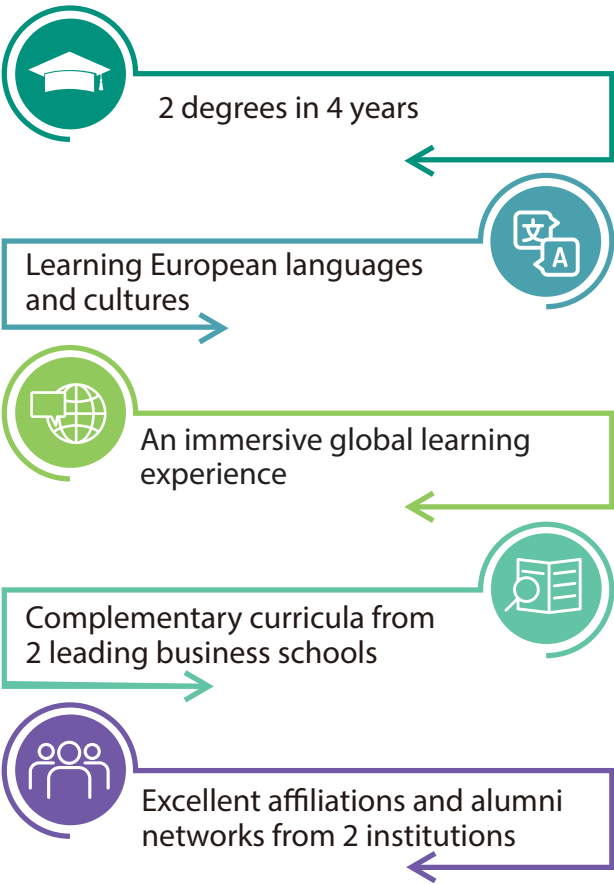 2 degrees in 4 years
文
A
Learning European languages
and cultures
An immersive global learning
experience
Complementary curricula from
2 leading business schools
Excellent affiliations and alumni
networks from 2 institutions